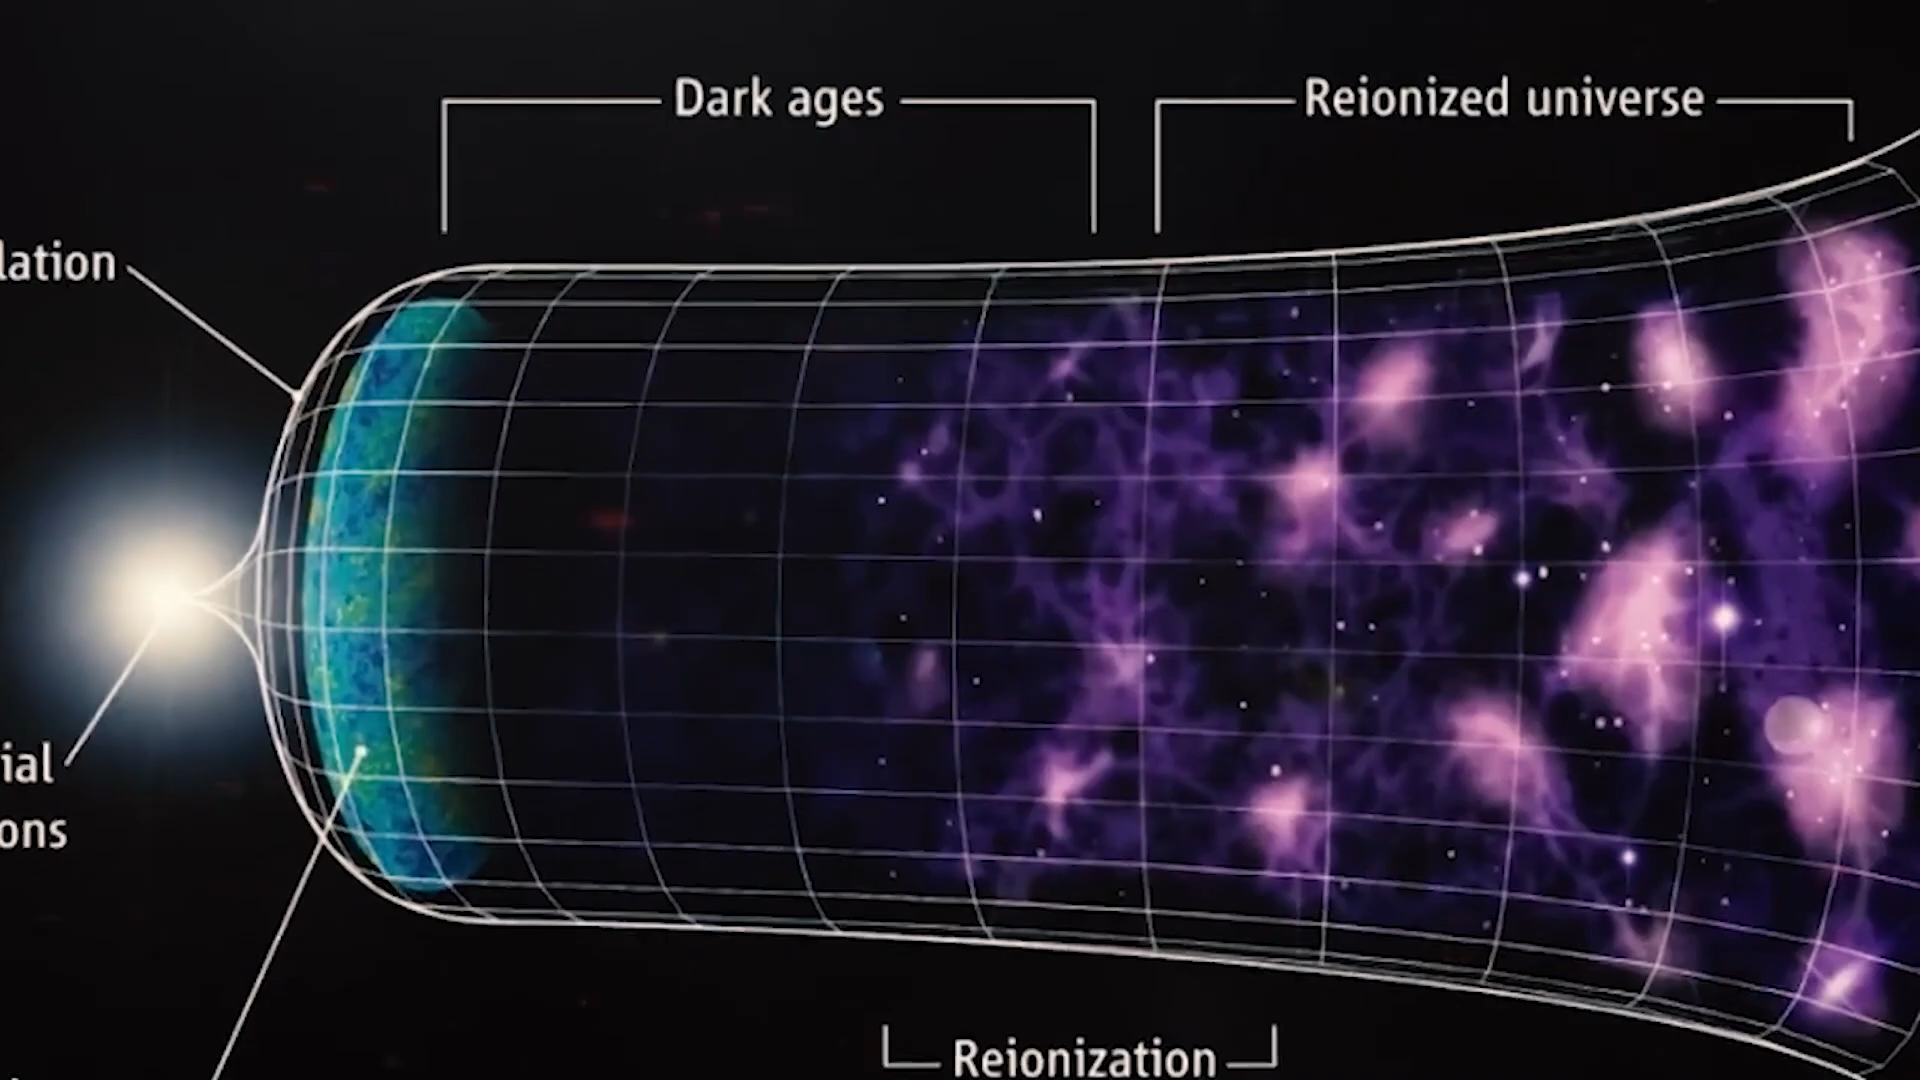 Dark ages
Reionized universe
lation
ial
ons
Reionization